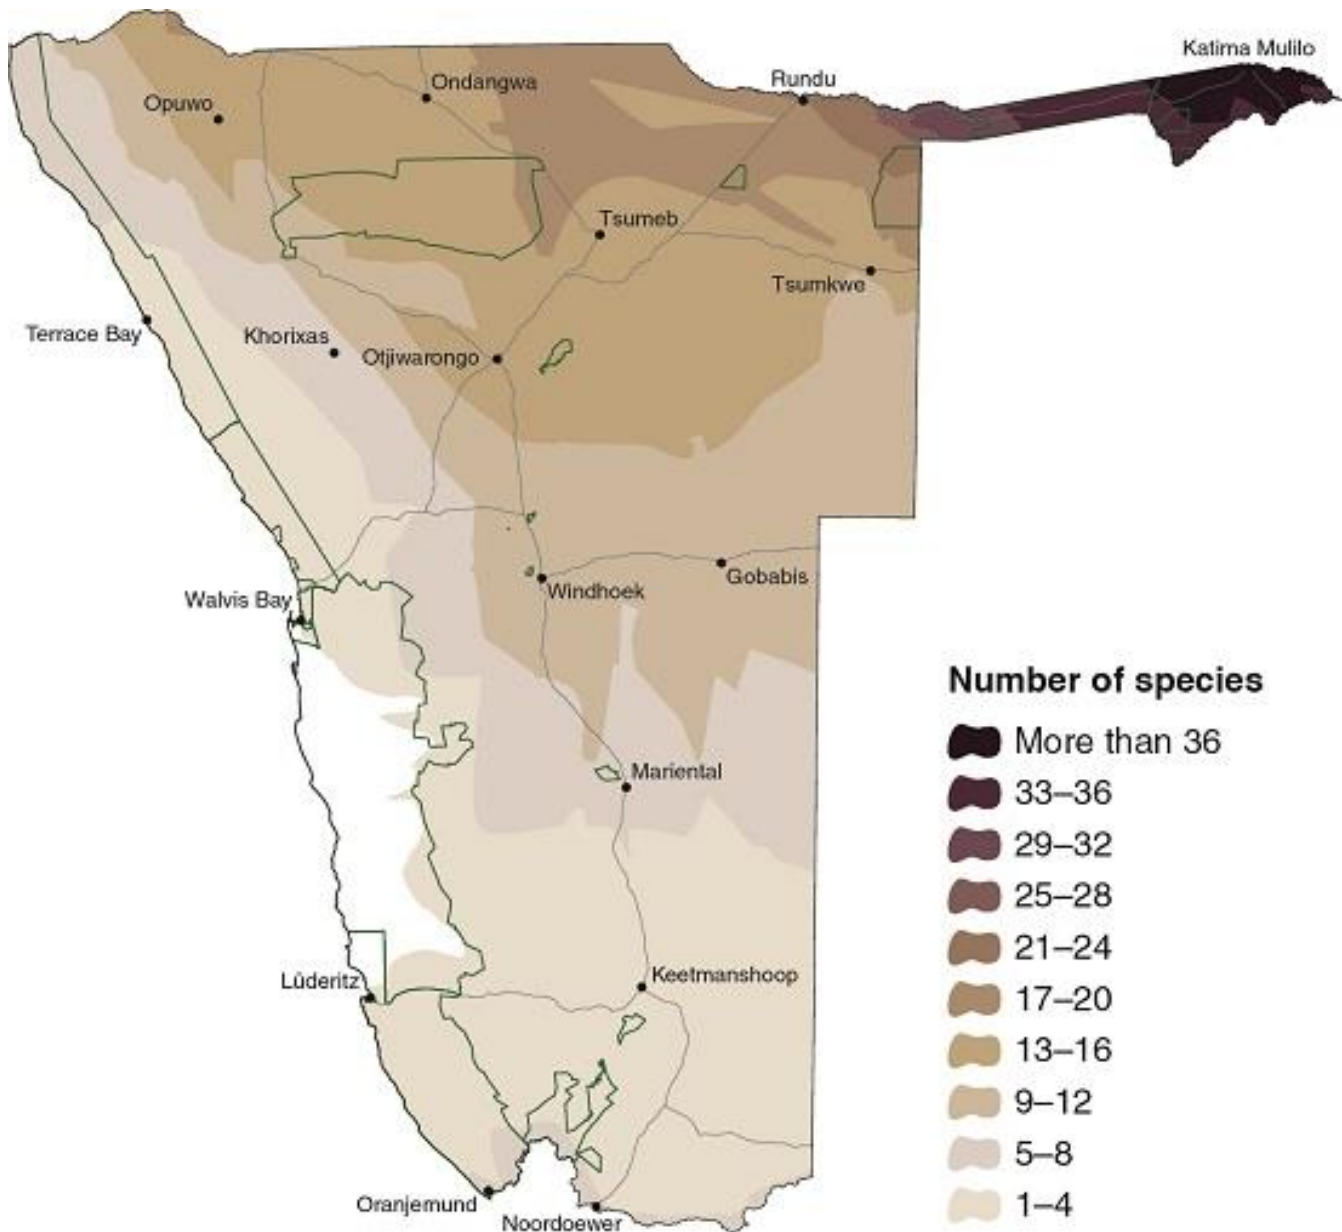 Katima Mulilo
Rundu
Ondangwa
Opuwo
Tsumeb
Tsumkwe
Terrace Bay
Khorixas
Otjiwarongo
Gobabis
Windhoek
Walvis Bay
Number of species
More than 36
Mariental
33–36
29–32
25–28
21–24
Keetmanshoop
Lüderitz
17–20
13–16
9–12
5–8
1–4
Oranjemund
Noordoewer